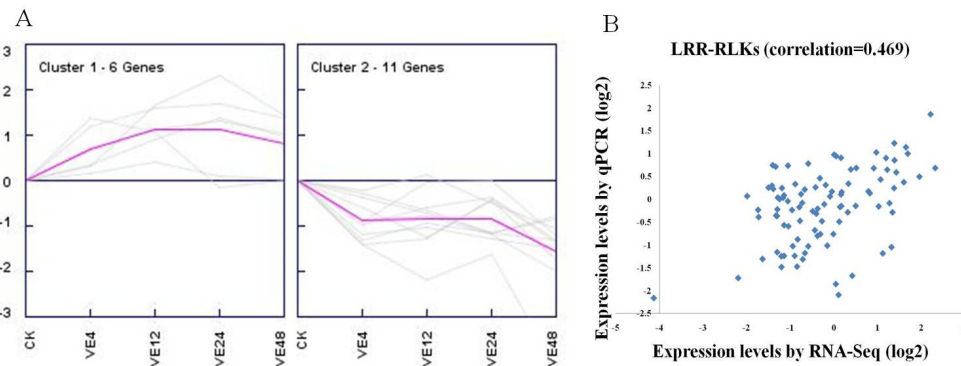 A
3
2
1
0
-1
-2
-3
Cluster 1 - 6 Genes
Cluster 2 - 11 Genes
CK
VE4
VE12
VE24
VE48
CK
VE4
VE12
VE24
VE48
B
LRR-RLKs (correlation=0.469)
Expression levels by qPCR (log2)
2.5
2
1.5
1
0.5
0
-0.5
-1
-1.5
-2
-2.5
-5 -4 -3 -2 -1 0 1 2
Expression levels by RNA-Seq (log2)